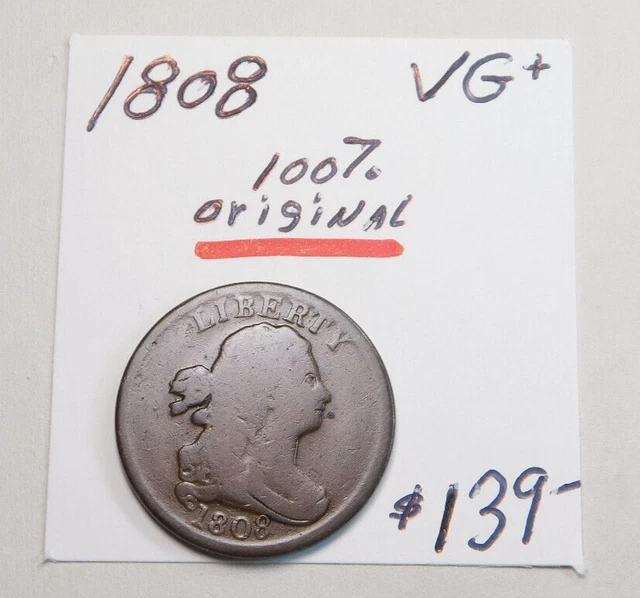 1808 VG+
100%
original
LIBERTY
1808
$139-